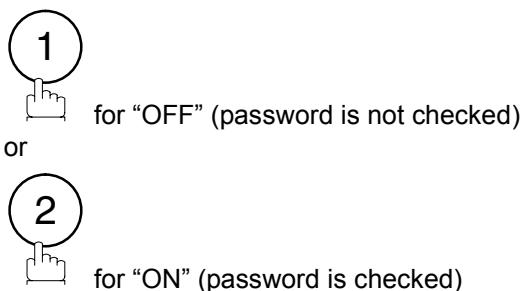 1
for “OFF” (password is not checked)
or
2
for “ON” (password is checked)